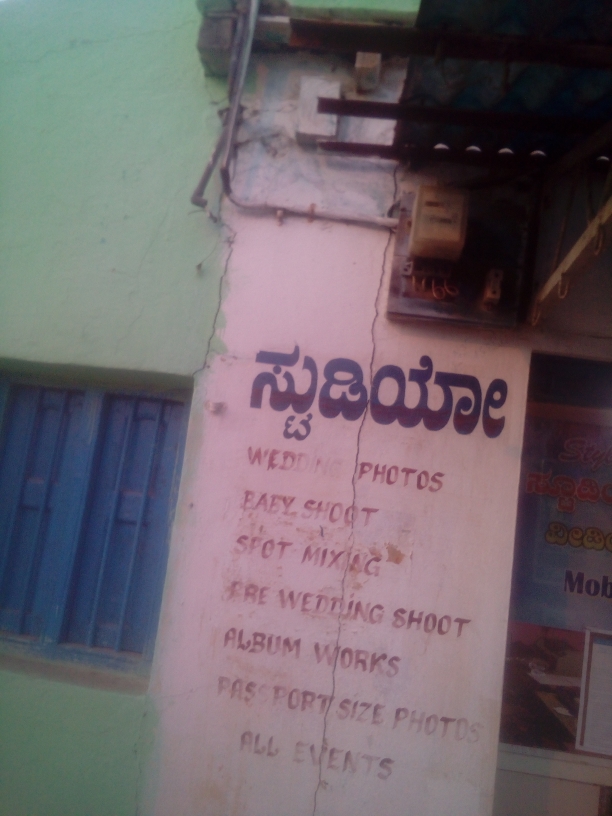 ಸ್ಟುಡಿಯೋ
WEDDING PHOTOS
BABY SHOOT
SPOT MIXING
PRE WEDDING SHOOT
ALBUM WORKS
PASSPORT SIZE PHOTOS
ALL EVENTS
Mob